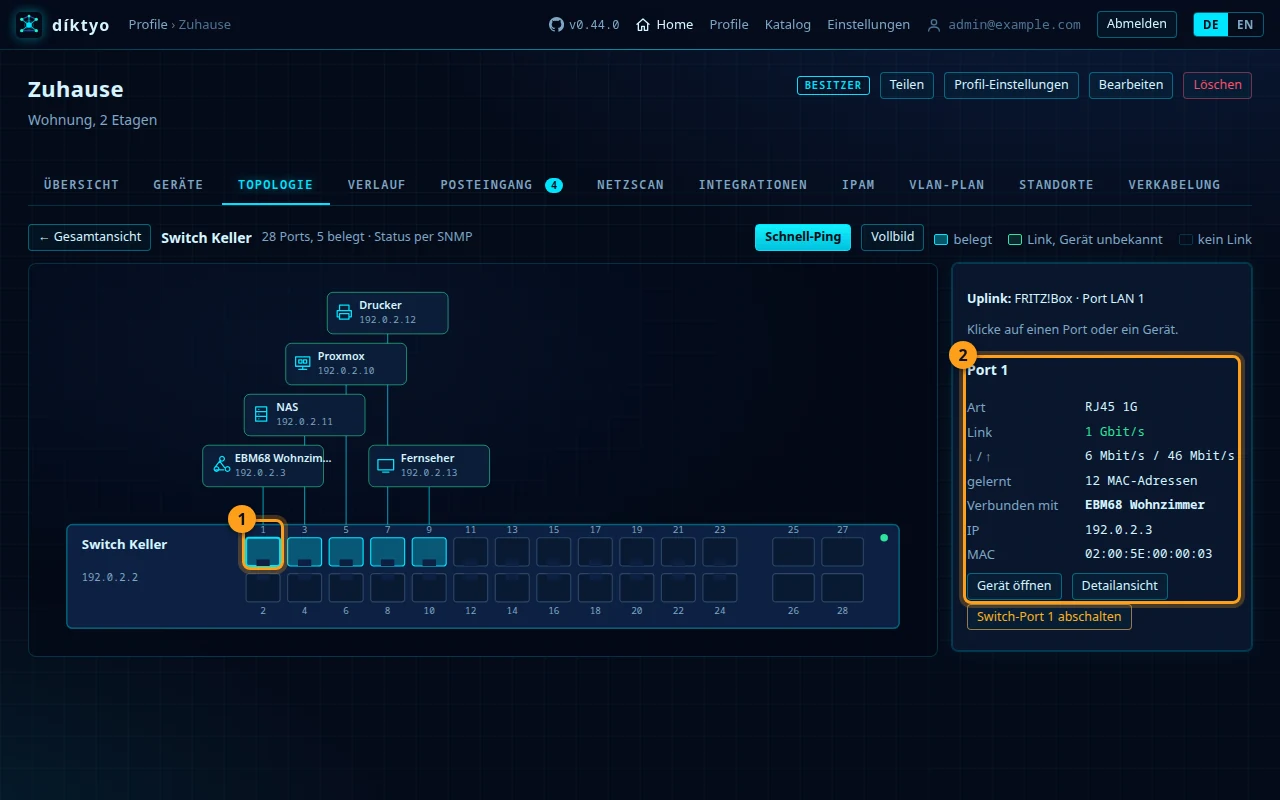 díktyo Profile › Zuhause v0.44.0 Home Profile Katalog Einstellungen admin@example.com Abmelden DE EN
Zuhause
BESITZER Teilen Profil-Einstellungen Bearbeiten Löschen
Wohnung, 2 Etagen
ÜBERSICHT GERÄTE TOPOLOGIE VERLAUF POSTEINGANG 4 NETZSCAN INTEGRATIONEN IPAM VLAN-PLAN STANDORTE VERKABELUNG
← Gesamtansicht Switch Keller 28 Ports, 5 belegt · Status per SNMP Schnell-Ping Vollbild belegt Link, Gerät unbekannt kein Link
Drucker
192.0.2.12
Proxmox
192.0.2.10
NAS
192.0.2.11
EBM68 Wohnzim...
192.0.2.3
Fernseher
192.0.2.13
1
1 3 5 7 9 11 13 15 17 19 21 23 25 27
Switch Keller
192.0.2.2
2 4 6 8 10 12 14 16 18 20 22 24 26 28
Uplink: FRITZ!Box · Port LAN 1
Klicke auf einen Port oder ein Gerät.
2
Port 1
Art RJ45 1G
Link 1 Gbit/s
↓ / ↑ 6 Mbit/s / 46 Mbit/s
gelernt 12 MAC-Adressen
Verbunden mit EBM68 Wohnzimmer
IP 192.0.2.3
MAC 02:00:5E:00:00:03
Gerät öffnen Detailansicht
Switch-Port 1 abschalten